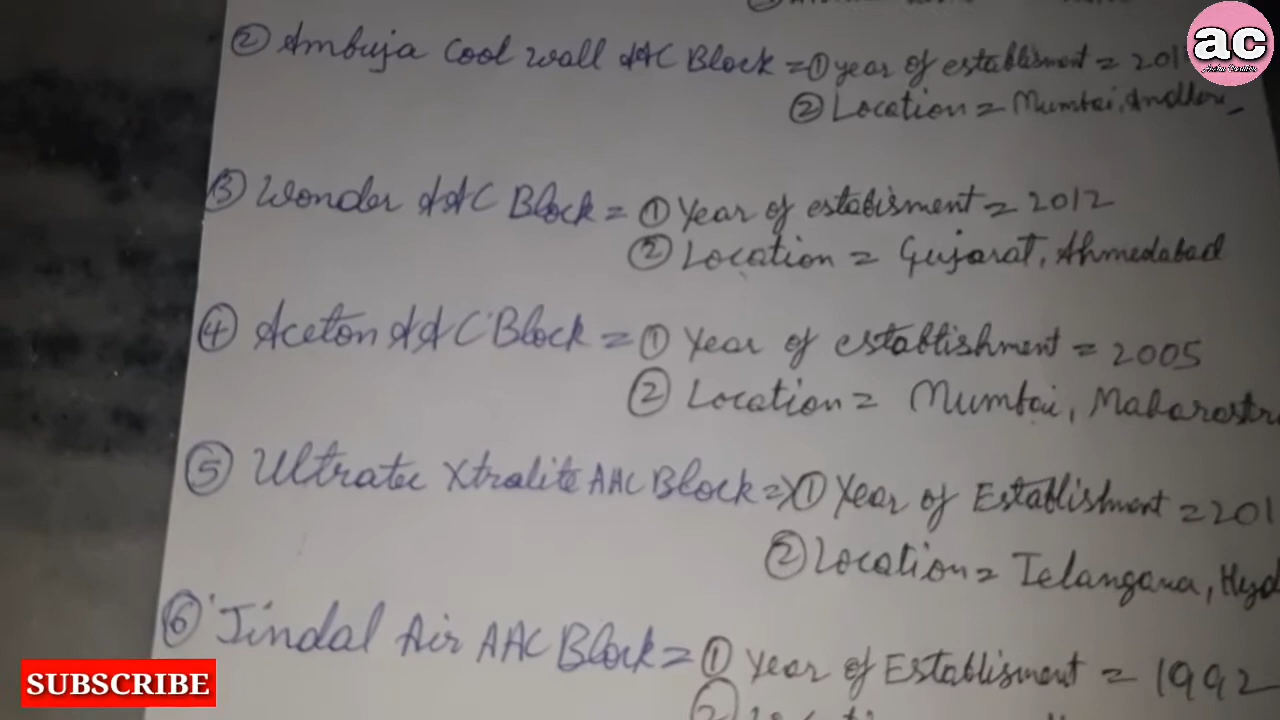 ② Ambuja Cool wall AAC Block = ① year of establisment = 201
② Location = Mumbai,
③ Wonder AAC Block = ① Year of estabisment = 2012
② Location = Gujarat, Ahmedabad
④ Aceton AAC Block = ① Year of establishment = 2005
② Location = Mumbai, Maharastr
⑤ Ultratec Xtralite AAC Block => ① Year of Establishment = 201
② Location = Telangana, Hyd
⑥ Jindal Air AAC Block = ① Year of Establisment = 1992
②
ac
SUBSCRIBE